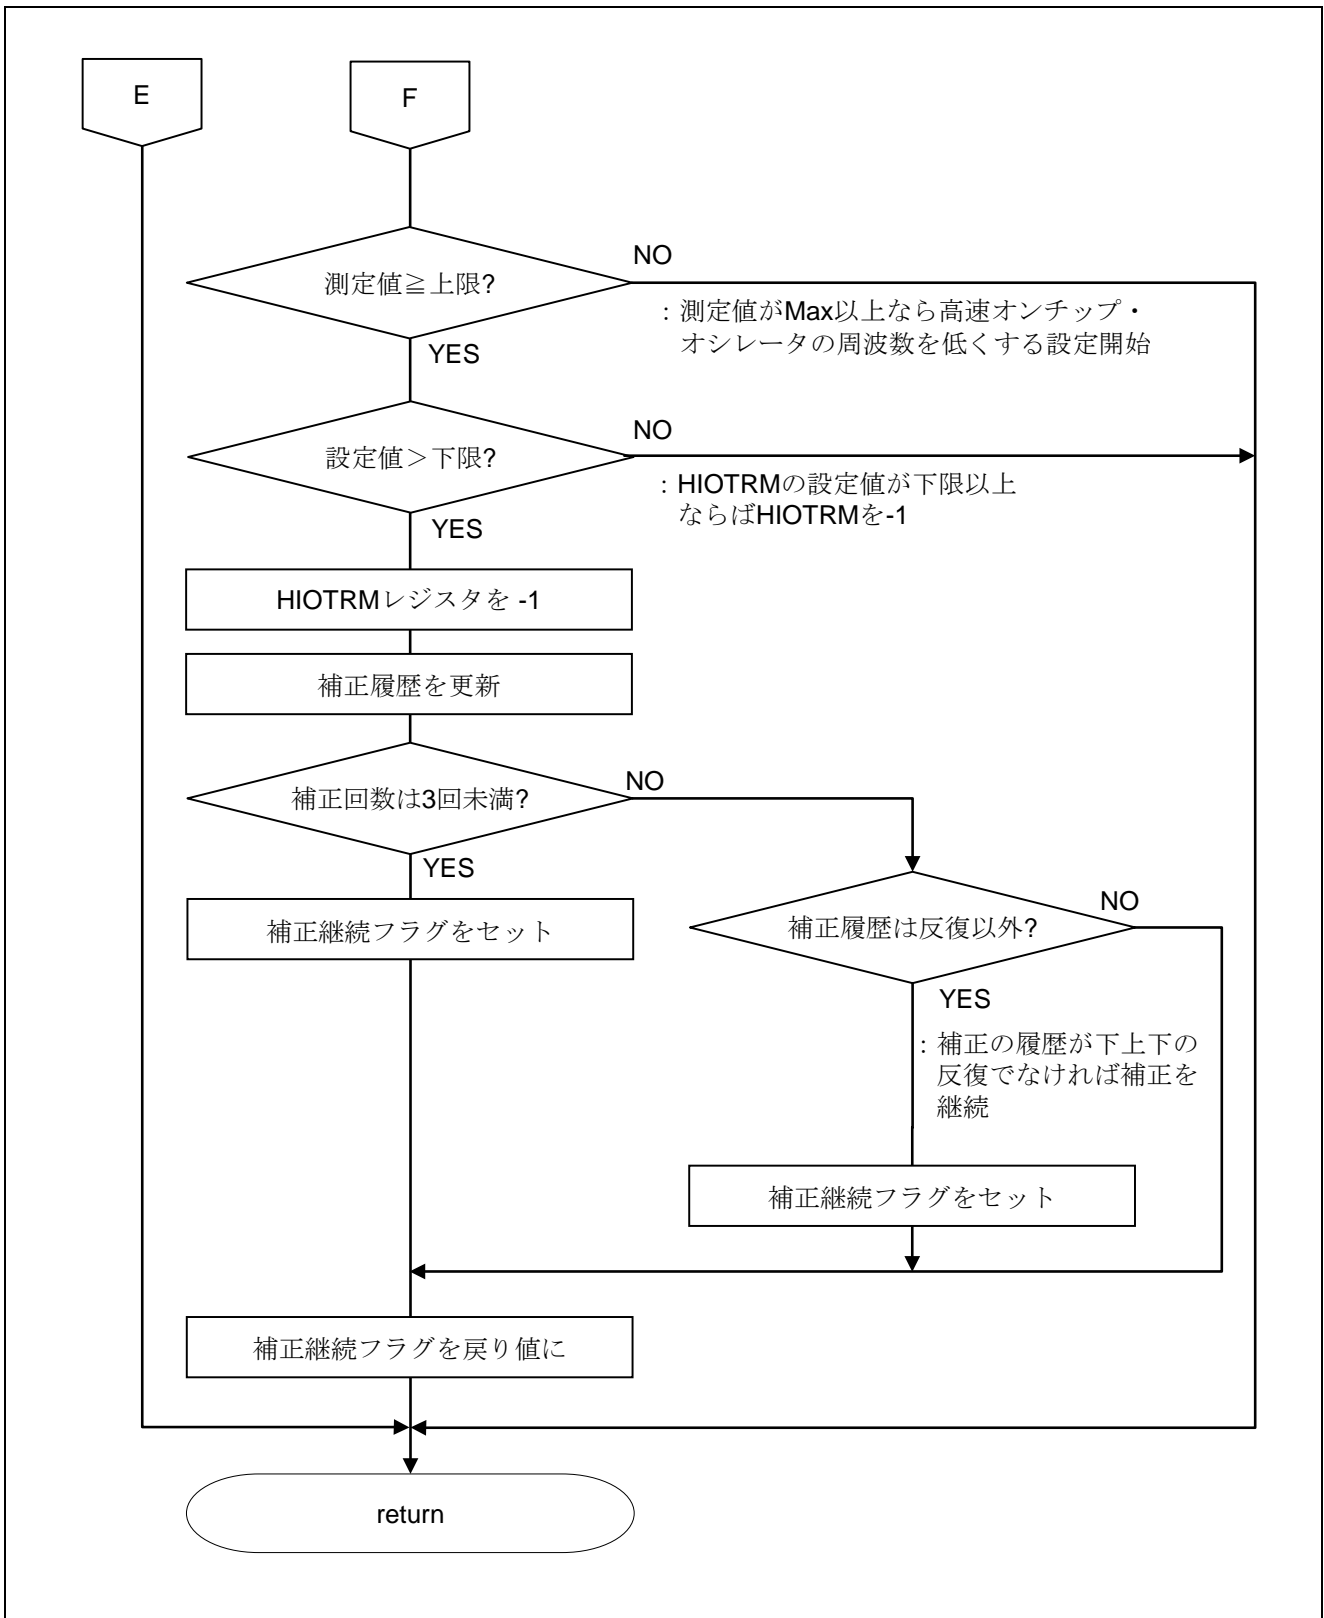 E
F
測定値≧上限?
NO
：測定値がMax以上なら高速オンチップ・
オシレータの周波数を低くする設定開始
YES
設定値＞下限?
NO
：HIOTRMの設定値が下限以上
ならばHIOTRMを-1
YES
HIOTRMレジスタを -1
補正履歴を更新
補正回数は3回未満?
NO
YES
補正継続フラグをセット
補正履歴は反復以外?
NO
YES
：補正の履歴が下上下の
反復でなければ補正を
継続
補正継続フラグをセット
補正継続フラグを戻り値に
return